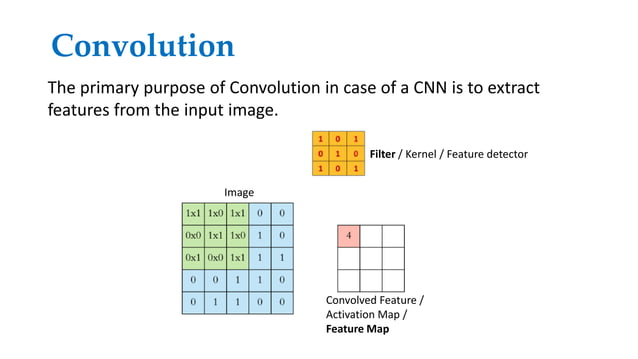 Convolution
The primary purpose of Convolution in case of a CNN is to extract
features from the input image.
1 0 1
0 1 0
1 0 1
Filter / Kernel / Feature detector
Image
1x1 1x0 1x1 0 0
0x0 1x1 1x0 1 0
0x1 0x0 1x1 1 1
0 0 1 1 0
0 1 1 0 0
4
Convolved Feature /
Activation Map /
Feature Map